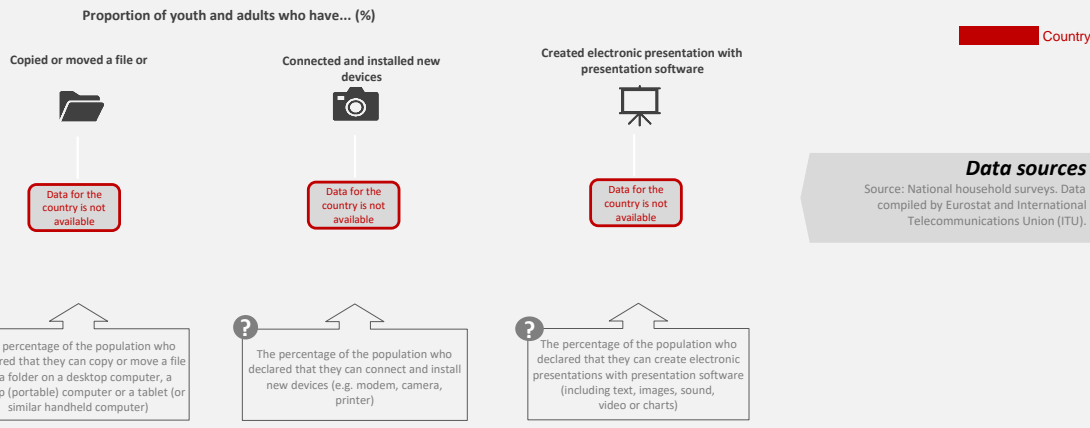 Proportion of youth and adults who have... (%)
Country
Copied or moved a file or
Connected and installed new
devices
Created electronic presentation with
presentation software
Data for the
country is not
available
Data for the
country is not
available
Data for the
country is not
available
Data sources
Source: National household surveys. Data
compiled by Eurostat and International
Telecommunications Union (ITU).
percentage of the population who
red that they can copy or move a file
a folder on a desktop computer, a
p (portable) computer or a tablet (or
similar handheld computer)
?
The percentage of the population who
declared that they can connect and install
new devices (e.g. modem, camera,
printer)
?
The percentage of the population who
declared that they can create electronic
presentations with presentation software
(including text, images, sound,
video or charts)